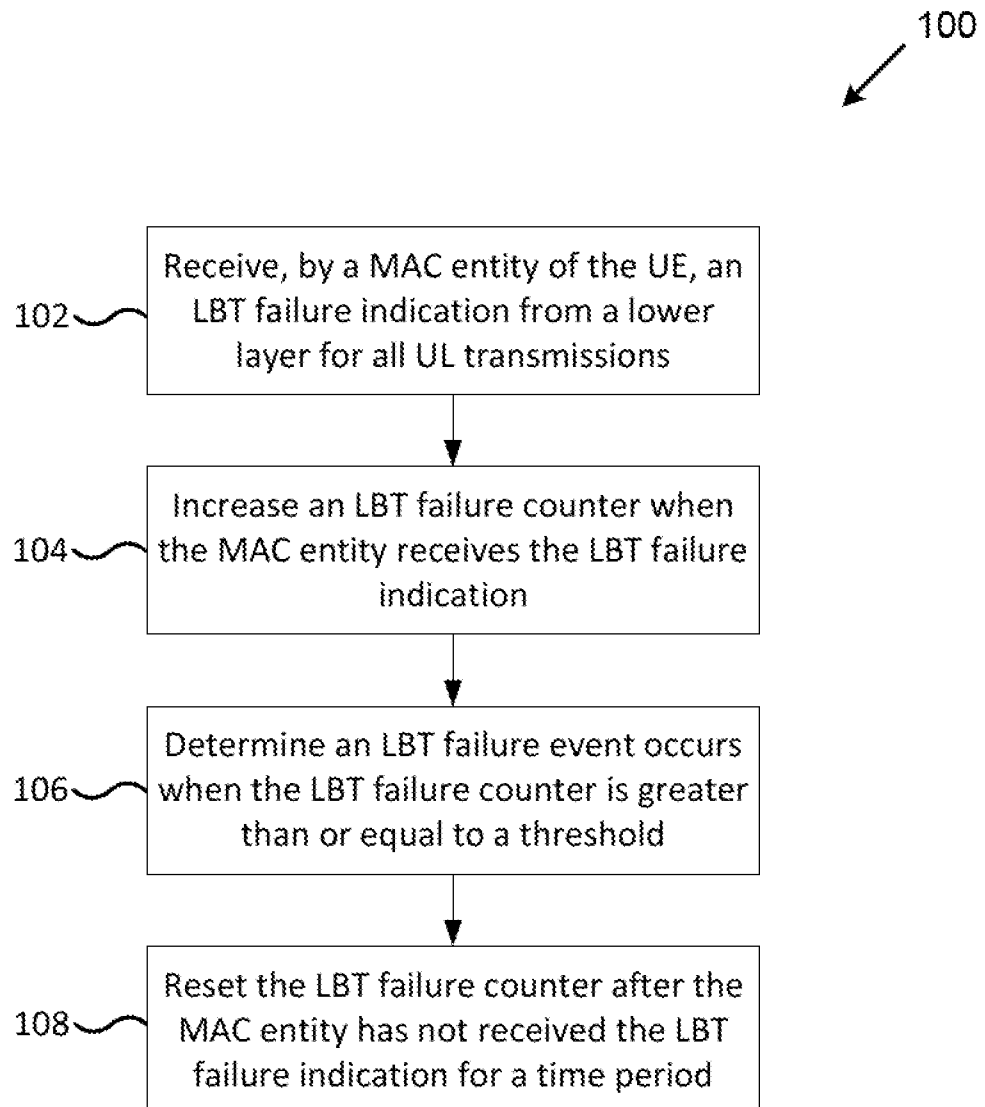 100
102
Receive, by a MAC entity of the UE, an
LBT failure indication from a lower
layer for all UL transmissions
104
Increase an LBT failure counter when
the MAC entity receives the LBT failure
indication
106
Determine an LBT failure event occurs
when the LBT failure counter is greater
than or equal to a threshold
108
Reset the LBT failure counter after the
MAC entity has not received the LBT
failure indication for a time period